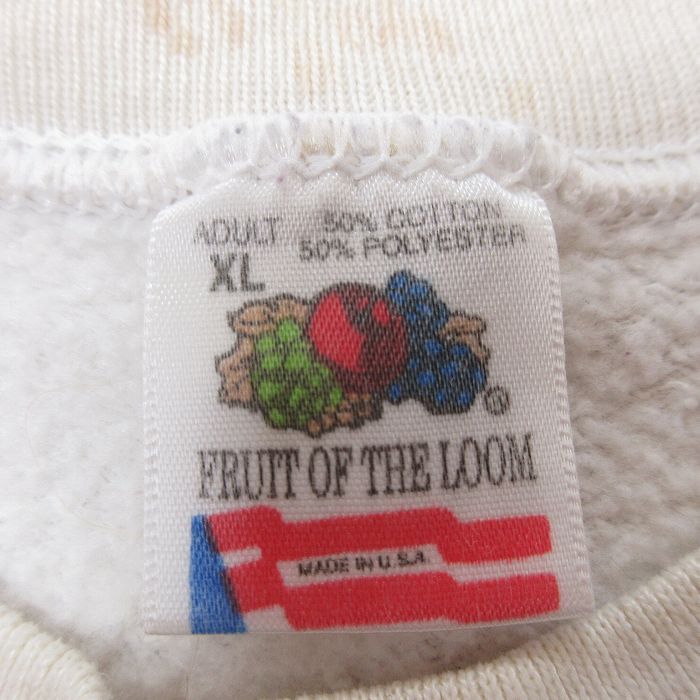 ADULT
XL
50% COTTON
50% POLYESTER
®
FRUIT OF THE LOOM
MADE IN U.S.A.